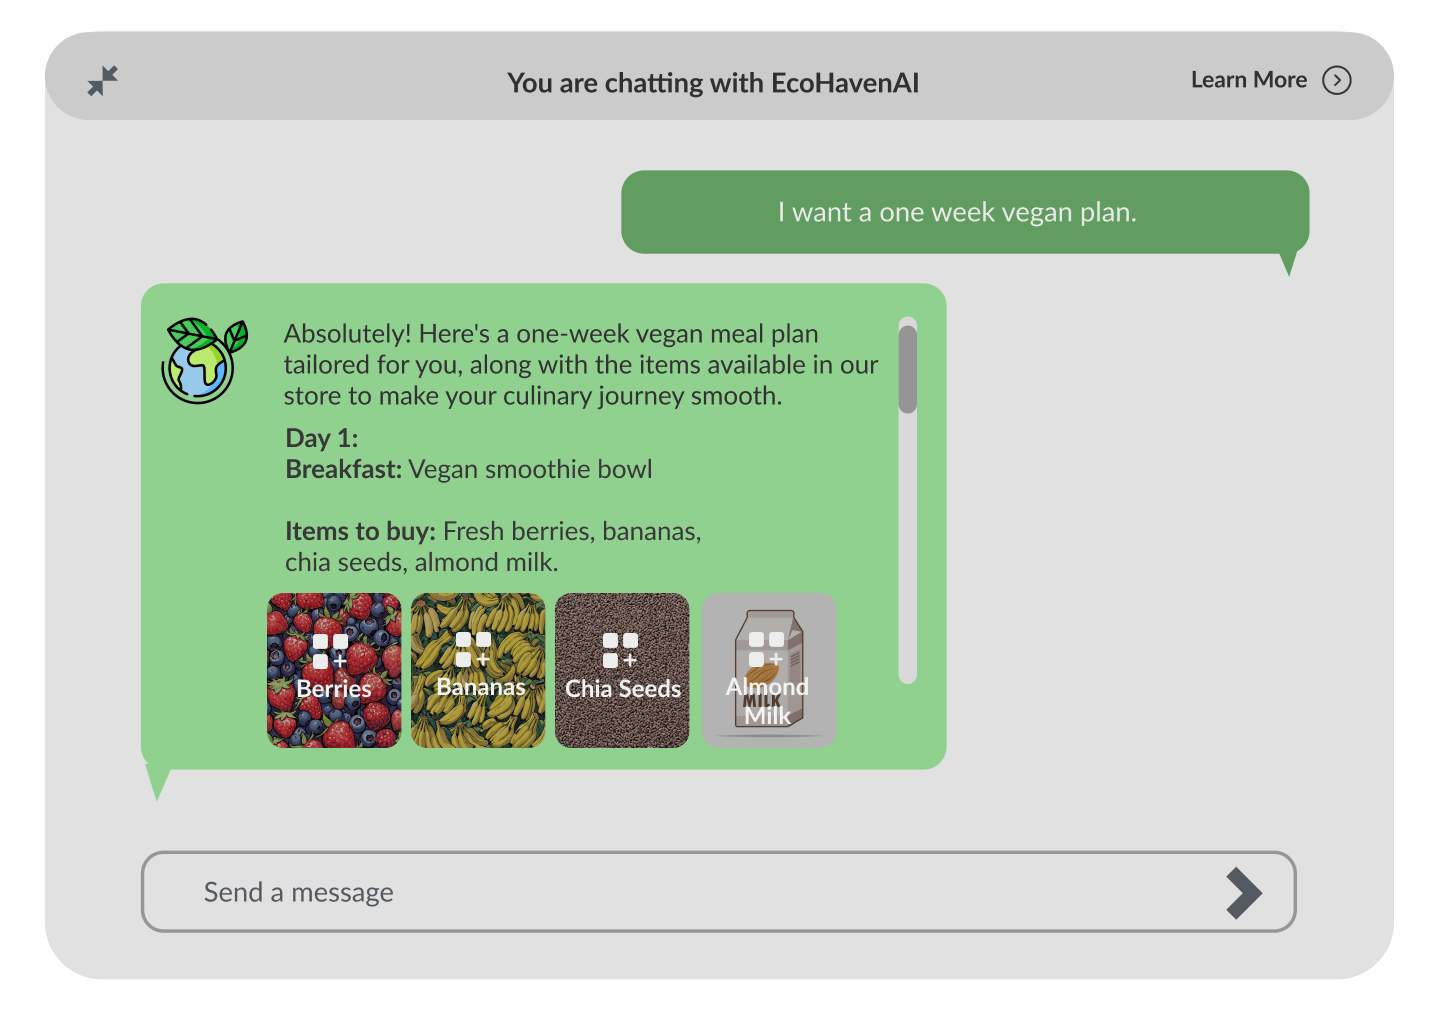 You are chatting with EcoHavenAI
Learn More
I want a one week vegan plan.
Absolutely! Here's a one-week vegan meal plan
tailored for you, along with the items available in our
store to make your culinary journey smooth.
Day 1:
Breakfast: Vegan smoothie bowl
Items to buy: Fresh berries, bananas,
chia seeds, almond milk.
Berries
Bananas
Chia Seeds
Almond
MILK
Milk
Send a message